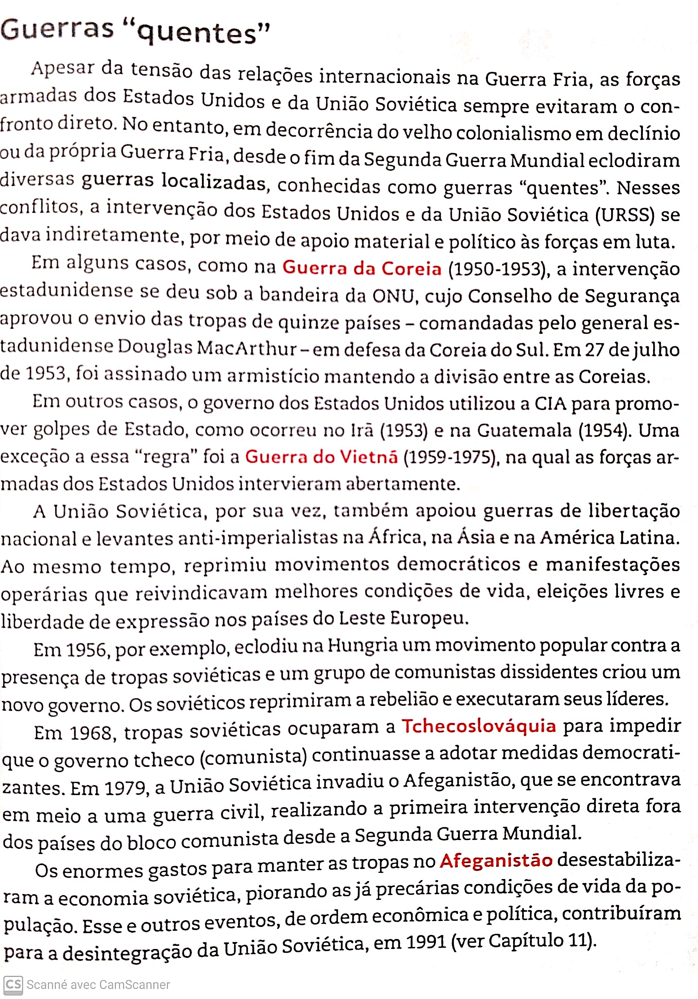 Guerras “quentes”
Apesar da tensão das relações internacionais na Guerra Fria, as forças
armadas dos Estados Unidos e da União Soviética sempre evitaram o con-
fronto direto. No entanto, em decorrência do velho colonialismo em declínio
ou da própria Guerra Fria, desde o fim da Segunda Guerra Mundial eclodiram
diversas guerras localizadas, conhecidas como guerras “quentes”. Nesses
conflitos, a intervenção dos Estados Unidos e da União Soviética (URSS) se
dava indiretamente, por meio de apoio material e político às forças em luta.
Em alguns casos, como na Guerra da Coreia (1950-1953), a intervenção
estadunidense se deu sob a bandeira da ONU, cujo Conselho de Segurança
aprovou o envio das tropas de quinze países – comandadas pelo general es-
tadunidense Douglas MacArthur – em defesa da Coreia do Sul. Em 27 de julho
de 1953, foi assinado um armistício mantendo a divisão entre as Coreias.
Em outros casos, o governo dos Estados Unidos utilizou a CIA para promo-
ver golpes de Estado, como ocorreu no Irã (1953) e na Guatemala (1954). Uma
exceção a essa “regra” foi a Guerra do Vietnã (1959-1975), na qual as forças ar-
madas dos Estados Unidos intervieram abertamente.
A União Soviética, por sua vez, também apoiou guerras de libertação
nacional e levantes anti-imperialistas na África, na Ásia e na América Latina.
Ao mesmo tempo, reprimiu movimentos democráticos e manifestações
operárias que reivindicavam melhores condições de vida, eleições livres e
liberdade de expressão nos países do Leste Europeu.
Em 1956, por exemplo, eclodiu na Hungria um movimento popular contra a
presença de tropas soviéticas e um grupo de comunistas dissidentes criou um
novo governo. Os soviéticos reprimiram a rebelião e executaram seus líderes.
Em 1968, tropas soviéticas ocuparam a Tchecoslováquia para impedir
que o governo tcheco (comunista) continuasse a adotar medidas democrati-
zantes. Em 1979, a União Soviética invadiu o Afeganistão, que se encontrava
em meio a uma guerra civil, realizando a primeira intervenção direta fora
dos países do bloco comunista desde a Segunda Guerra Mundial.
Os enormes gastos para manter as tropas no Afeganistão desestabiliza-
ram a economia soviética, piorando as já precárias condições de vida da po-
pulação. Esse e outros eventos, de ordem econômica e política, contribuíram
para a desintegração da União Soviética, em 1991 (ver Capítulo 11).
CS Scanné avec CamScanner